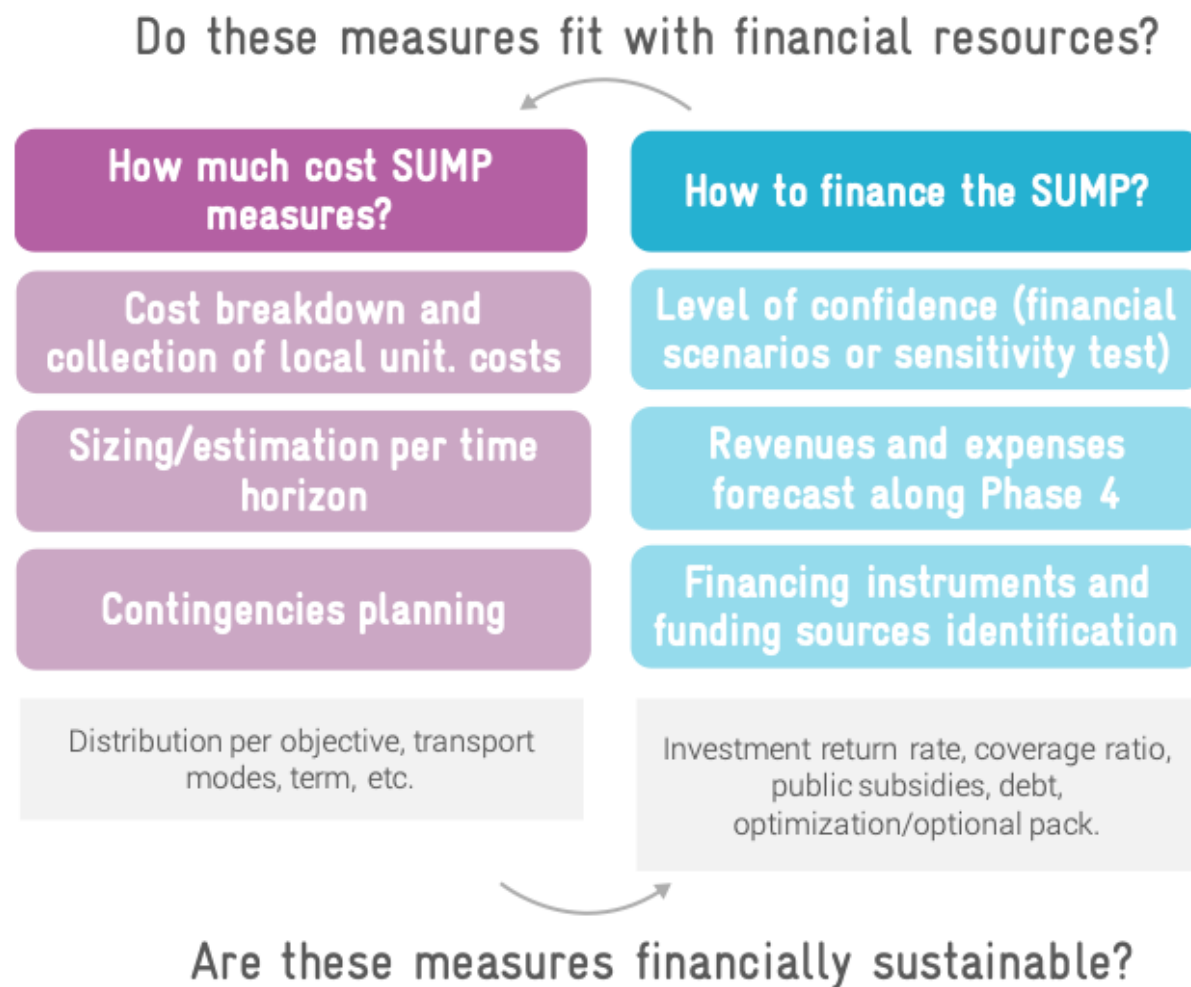 Do these measures fit with financial resources?
How much cost SUMP
measures?
Cost breakdown and
collection of local unit. costs
Sizing/estimation per time
horizon
Contingencies planning
Distribution per objective, transport
modes, term, etc.
How to finance the SUMP?
Level of confidence (financial
scenarios or sensitivity test)
Revenues and expenses
forecast along Phase 4
Financing instruments and
funding sources identification
Investment return rate, coverage ratio,
public subsidies, debt,
optimization/optional pack.
Are these measures financially sustainable?